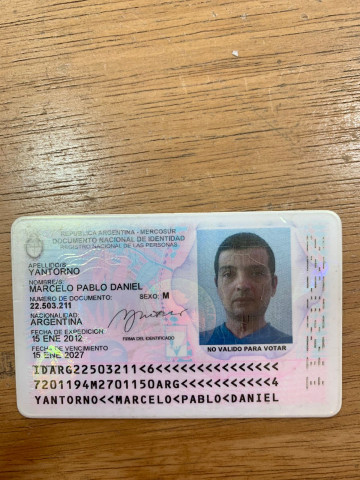 REPUBLICA ARGENTINA - MERCOSUR
DOCUMENTO NACIONAL DE IDENTIDAD
REGISTRO NACIONAL DE LAS PERSONAS
APELLIDO/S
YANTORNO
NOMBRE/S
MARCELO PABLO DANIEL
NUMERO DE DOCUMENTO: SEXO: M
22.503.211
NACIONALIDAD
ARGENTINA
FECHA DE EXPEDICION
15 ENE 2012
FIRMA DEL IDENTIFICADO
FECHA DE VENCIMIENTO
15 ENE 2027
NO VALIDO PARA VOTAR
IDARG22503211<6<<<<<<<<<<<<<<<
7201194M2701150ARG<<<<<<<<<<<4
YANTORNO<<MARCELO<PABLO<DANIEL